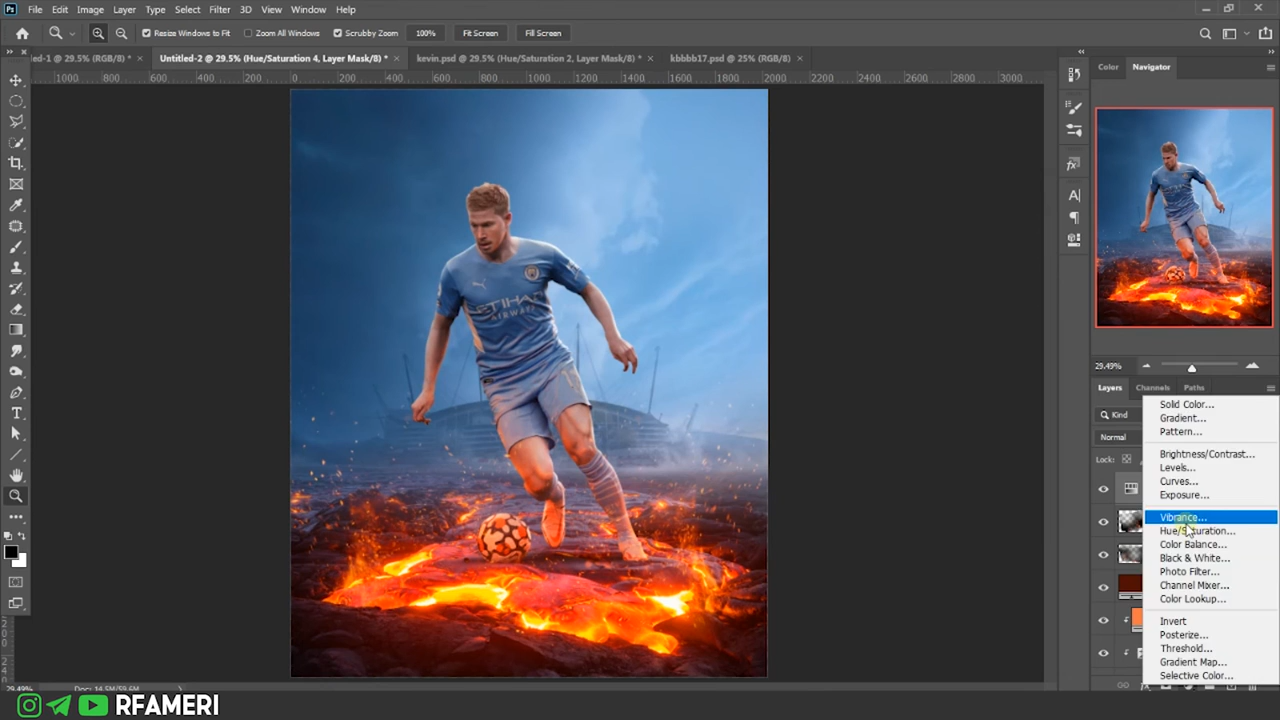 Ps File Edit Image Layer Type Select Filter 3D View Window Help
Resize Windows to Fit Zoom All Windows Scrubby Zoom 100% Fit Screen Fill Screen
led-1 @ 29.5% (RGB/8) * × Untitled-2 @ 29.5% (Hue/Saturation 4, Layer Mask/8) * × kevin.psd @ 29.5% (Hue/Saturation 2, Layer Mask/8) * × kbbbb17.psd @ 25% (RGB/8) ×
Color Navigator
1000 800 600 400 200 0 200 400 600 800 1000 1200 1400 1600 1800 2000 2200 2400 2600 2800 3000
ETIHAD
AIRWAYS
29.49%
Layers Channels Paths
Kind
Normal
Lock:
Solid Color...
Gradient...
Pattern...
Brightness/Contrast...
Levels...
Curves...
Exposure...
Vibrance...
Hue/Saturation...
Color Balance...
Black & White...
Photo Filter...
Channel Mixer...
Color Lookup...
Invert
Posterize...
Threshold...
Gradient Map...
Selective Color...
29.49% Doc: 14.5M/59.6M
RFAMERI